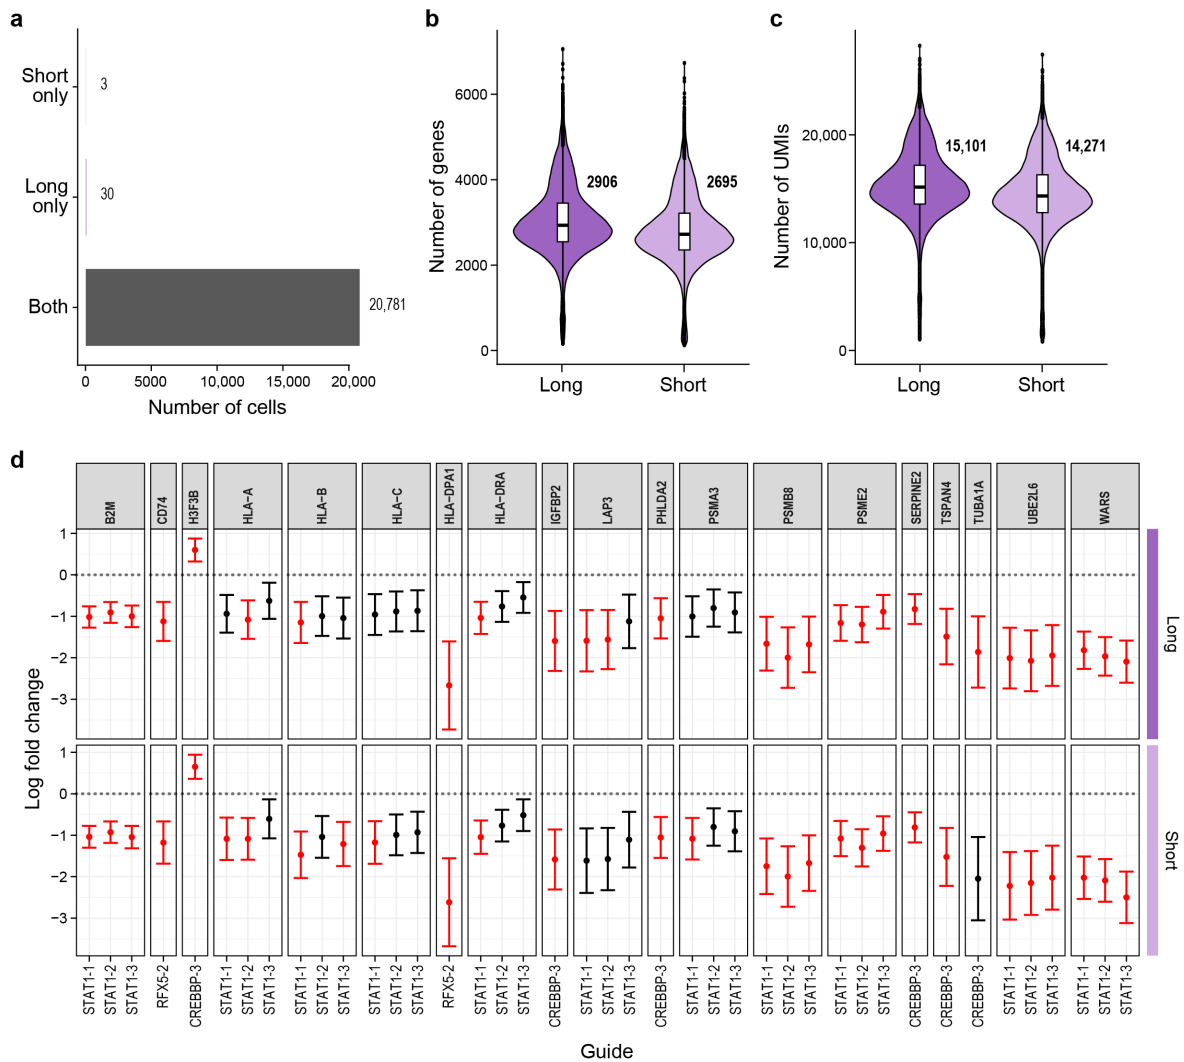 a
Short
only
3
Long
only
30
Both
20,781
0
5000
10,000
15,000
20,000
Number of cells
b
Number of genes
6000
4000
2000
0
2906
2695
Long
Short
c
Number of UMIs
20,000
10,000
0
15,101
14,271
Long
Short
d
B2M
CD74
H3F3B
HLA−A
HLA−B
HLA−C
HLA−DPA1
HLA−DRA
IGFBP2
LAP3
PHLDA2
PSMA3
PSMB8
PSME2
SERPINE2
TSPAN4
TUBA1A
UBE2L6
WARS
Log fold change
1
0
−1
−2
−3
Long
1
0
−1
−2
−3
Short
STAT1-1
STAT1-2
STAT1-3
RFX5-2
CREBBP-3
STAT1-1
STAT1-2
STAT1-3
STAT1-1
STAT1-2
STAT1-3
STAT1-1
STAT1-2
STAT1-3
RFX5-2
STAT1-1
STAT1-2
STAT1-3
CREBBP-3
STAT1-1
STAT1-2
STAT1-3
CREBBP-3
STAT1-1
STAT1-2
STAT1-3
STAT1-1
STAT1-2
STAT1-3
STAT1-1
STAT1-2
STAT1-3
CREBBP-3
CREBBP-3
CREBBP-3
STAT1-1
STAT1-2
STAT1-3
STAT1-1
STAT1-2
STAT1-3
Guide